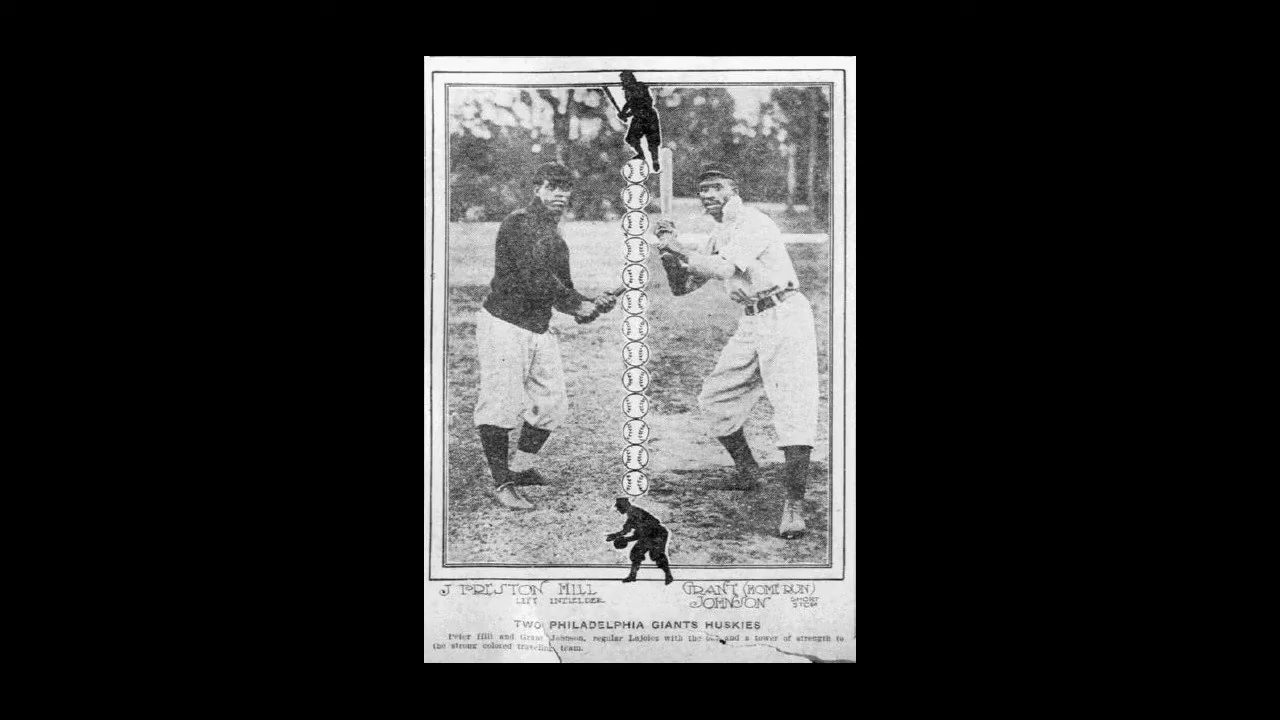 J PRESTON HILL
LEFT INFIELDER
GRANT (HOME RUN)
JOHNSON SHORT STOP
TWO PHILADELPHIA GIANTS HUSKIES
Peter Hill and Grant Johnson, regular Lajoies with the and a tower of strength to
the strong colored traveling team.